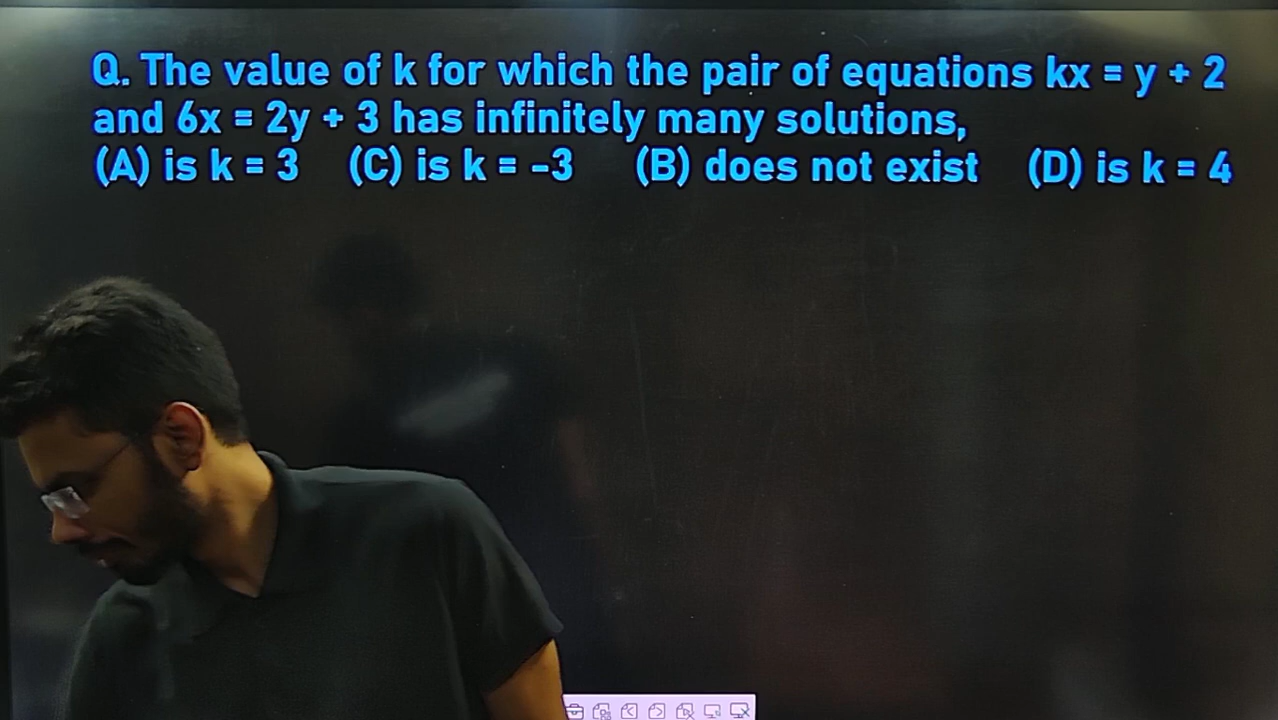 Q. The value of k for which the pair of equations kx = y + 2
and 6x = 2y + 3 has infinitely many solutions,
(A) is k = 3 (C) is k = -3 (B) does not exist (D) is k = 4